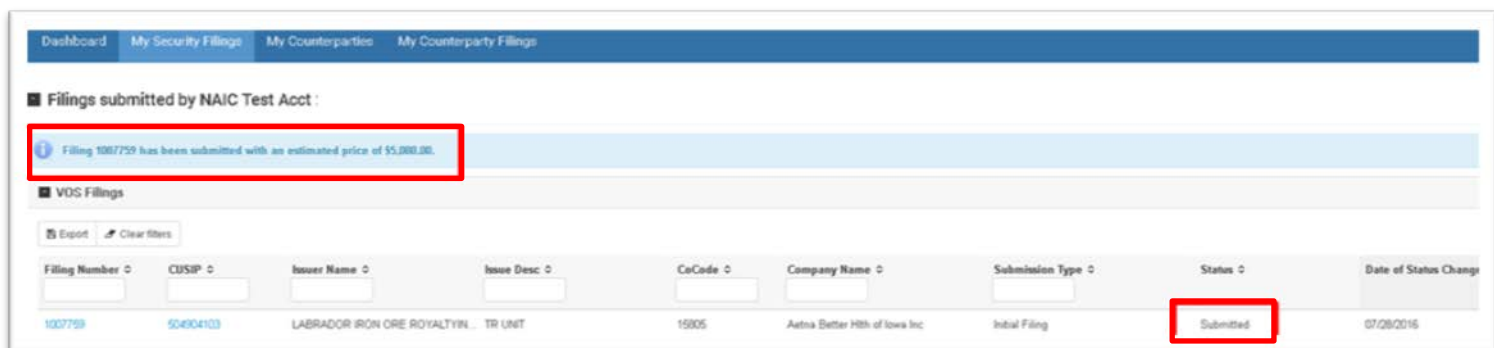 Dashboard My Security Filings My Counterparties My Counterparty Filings
Filings submitted by NAIC Test Acct :
Filing 1007759 has been submitted with an estimated price of $5,000.00.
VOS Filings
Export Clear filters
Filing Number CUSIP Issuer Name Issue Desc CoCode Company Name Submission Type Status Date of Status Change
1007759 504904103 LABRADOR IRON ORE ROYALTYIN... TR UNIT 15805 Aetna Better Hlth of Iowa Inc Initial Filing Submitted 07/28/2016